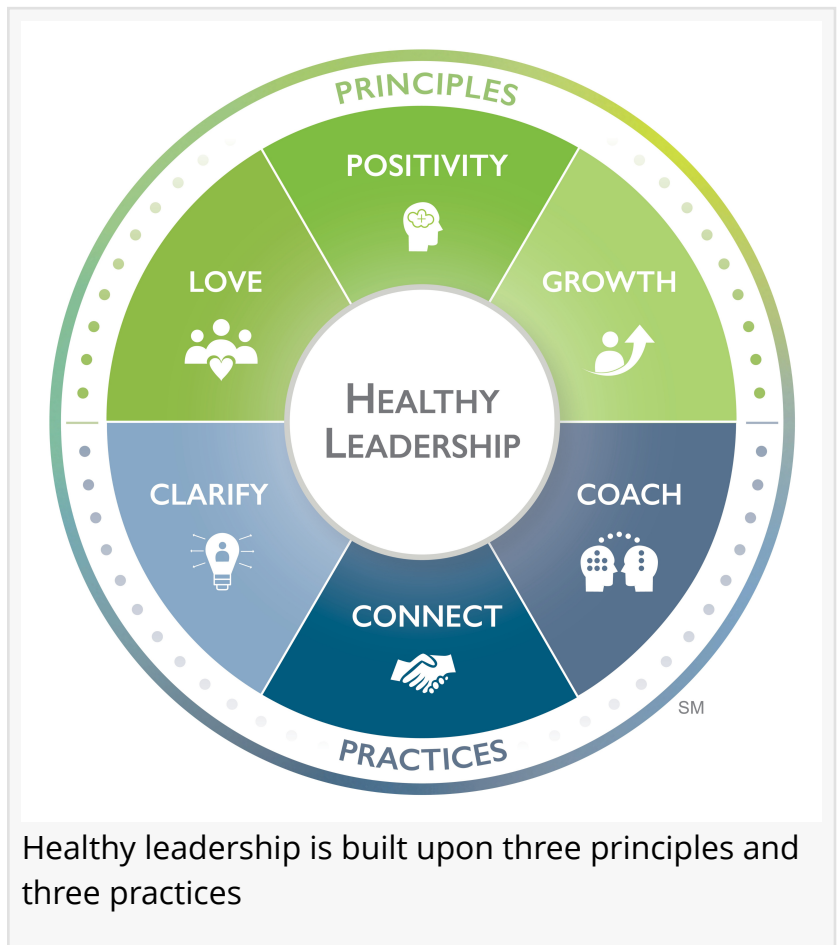 PRINCIPLES
POSITIVITY
LOVE
GROWTH
HEALTHY
LEADERSHIP
CLARIFY
COACH
CONNECT
SM
PRACTICES
Healthy leadership is built upon three principles and
three practices